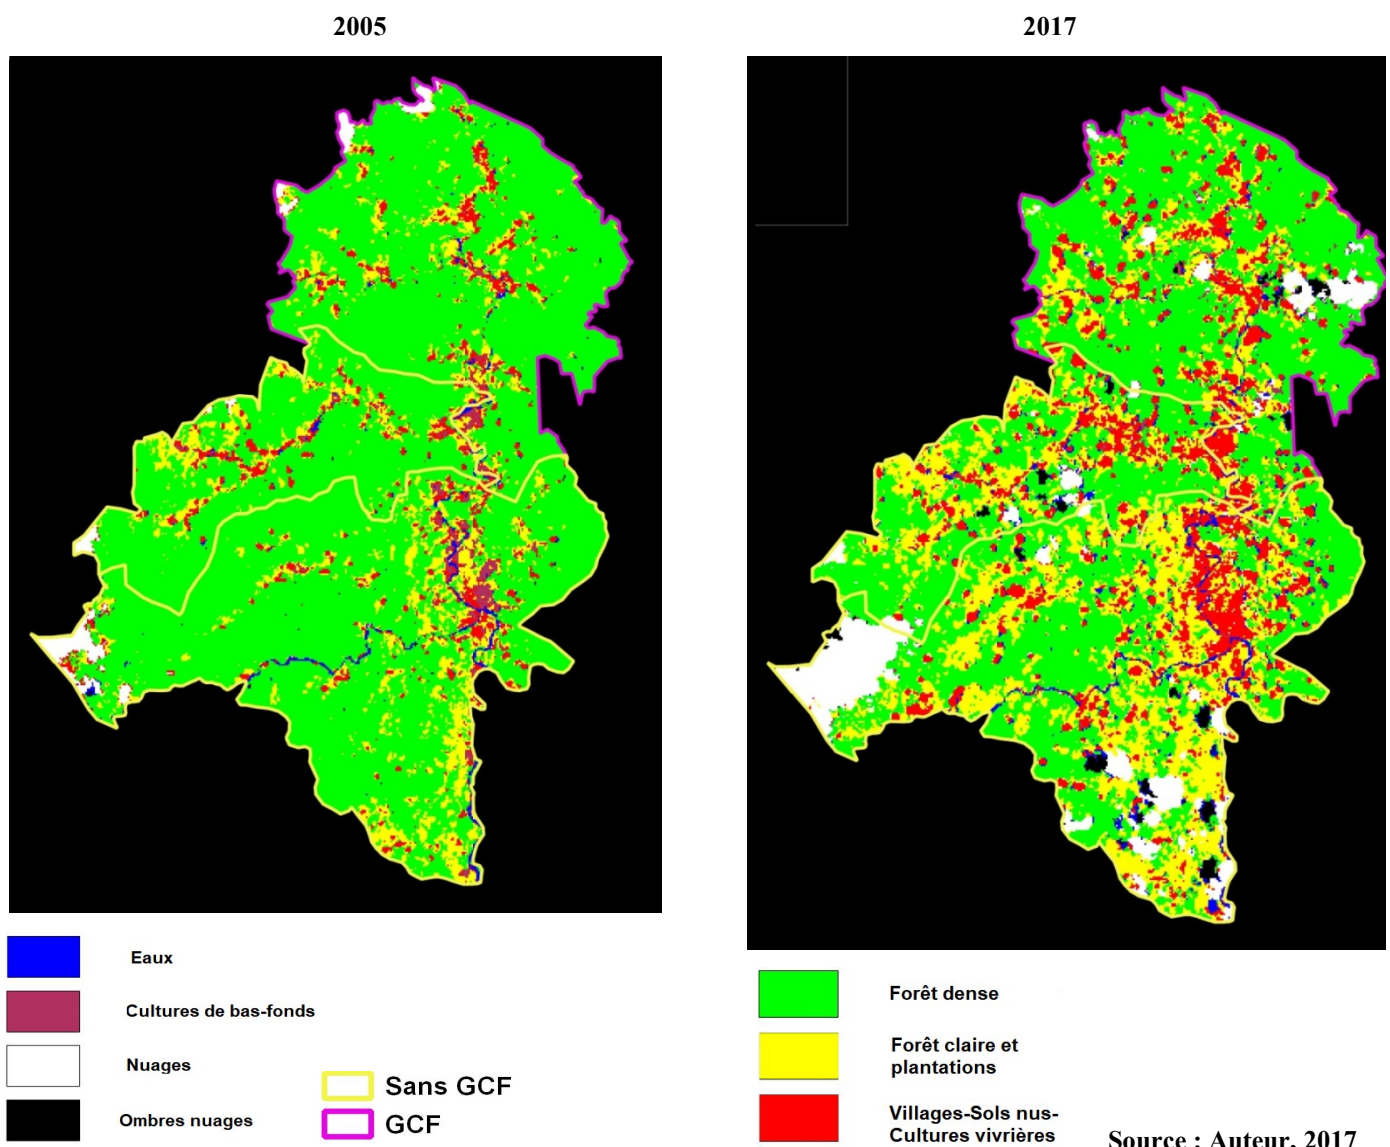 2005
2017
Eaux
Cultures de bas-fonds
Nuages
Ombres nuages
Sans GCF
GCF
Forêt dense
Forêt claire et
plantations
Villages-Sols nus-
Cultures vivrières
Source : Auteur, 2017